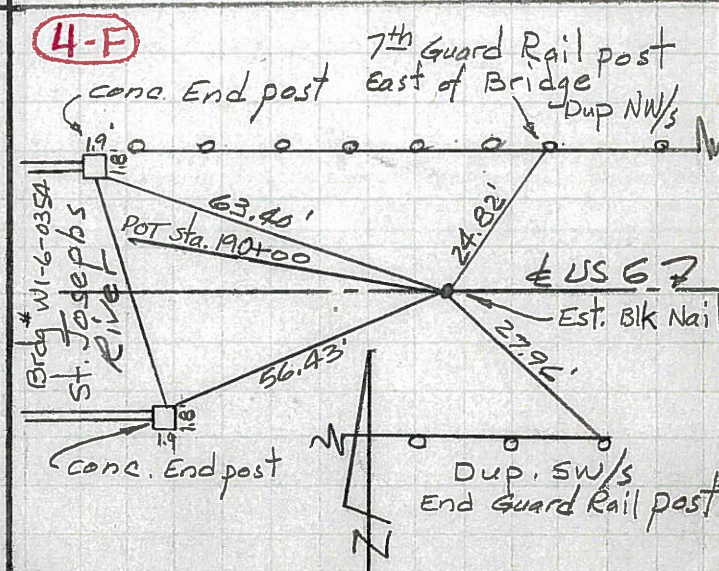 4-F
7th Guard Rail post
East of Bridge
Dup NW/s
conc. End post
1.9'
1.8'
63.40'
POT sta. 190+00
24.82'
℄ US 67
Est. Blk Nail
Brdg # W1-6-0354
St. Josephs
River
56.43'
27.96'
1.8'
1.9
conc. End post
Dup. SW/s
End Guard Rail post
N